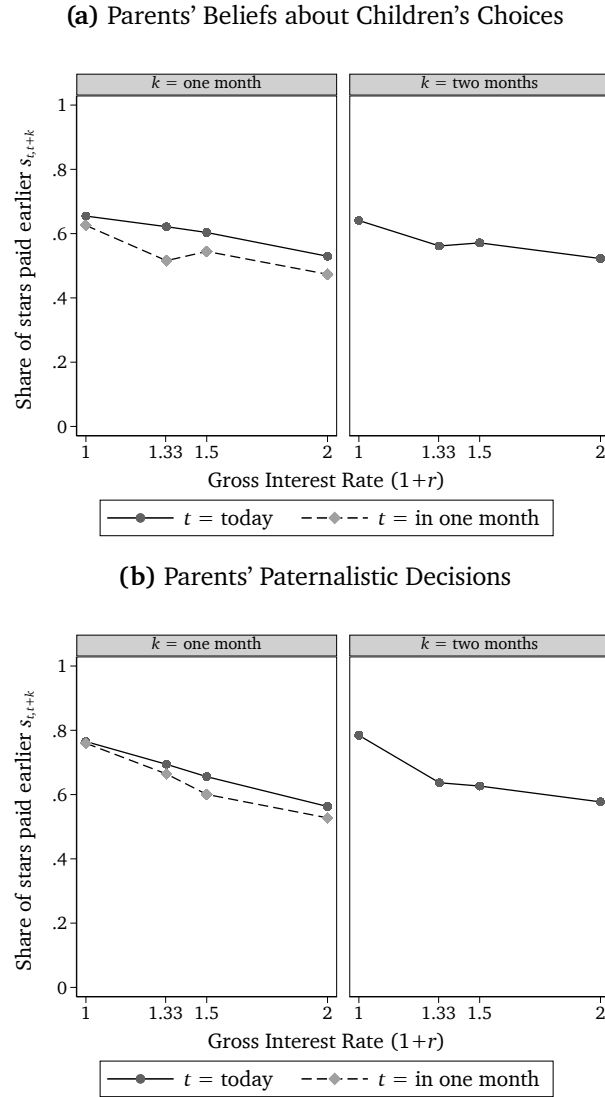 (a) Parents’ Beliefs about Children’s Choices
k = one month
k = two months
Share of stars paid earlier s_{t,t+k}
1
.8
.6
.4
.2
0
1 1.33 1.5 2
1 1.33 1.5 2
Gross Interest Rate (1+r)
t = today
t = in one month
(b) Parents’ Paternalistic Decisions
k = one month
k = two months
Share of stars paid earlier s_{t,t+k}
1
.8
.6
.4
.2
0
1 1.33 1.5 2
1 1.33 1.5 2
Gross Interest Rate (1+r)
t = today
t = in one month